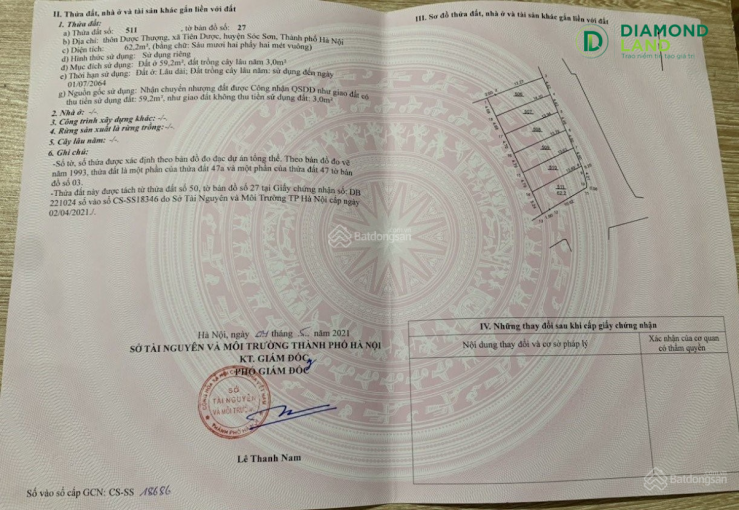 II. Thửa đất, nhà ở và tài sản khác gắn liền với đất
1. Thửa đất:
a) Thửa đất số: 511 , tờ bản đồ số: 27
b) Địa chỉ: thôn Dược Thượng, xã Tiên Dược, huyện Sóc Sơn, Thành phố Hà Nội
c) Diện tích: 62,2m², (bằng chữ: Sáu mươi hai phẩy hai mét vuông)
d) Hình thức sử dụng: Sử dụng riêng
đ) Mục đích sử dụng: Đất ở 59,2m², đất trồng cây lâu năm 3,0m²
e) Thời hạn sử dụng: Đất ở: Lâu dài; Đất trồng cây lâu năm: sử dụng đến ngày
01/07/2064
g) Nguồn gốc sử dụng: Nhận chuyển nhượng đất được Công nhận QSDĐ như giao đất có
thu tiền sử dụng đất: 59,2m², như giao đất không thu tiền sử dụng đất: 3,0m²
2. Nhà ở: -/-
3. Công trình xây dựng khác: -/-
4. Rừng sản xuất là rừng trồng: -/-
5. Cây lâu năm: -/-
6. Ghi chú:
-Số tờ, số thửa được xác định theo bản đồ đo đạc dự án tổng thể. Theo bản đồ đo vẽ
năm 1993, thửa đất là một phần của thửa đất 47a và một phần của thửa đất 47 tờ bản
đồ số 03.
-Thửa đất này được tách từ thửa đất số 50, tờ bản đồ số 27 tại Giấy chứng nhận số: DB
221024 số vào sổ CS-SS18346 do Sở Tài Nguyên và Môi Trường TP Hà Nội cấp ngày
02/04/2021./.
Hà Nội, ngày tháng năm 2021
SỞ TÀI NGUYÊN VÀ MÔI TRƯỜNG THÀNH PHỐ HÀ NỘI
KT. GIÁM ĐỐC
PHÓ GIÁM ĐỐC
SỞ
TÀI NGUYÊN
VÀ MÔI TRƯỜNG
Lê Thanh Nam
Số vào sổ cấp GCN: CS-SS 18686
III. Sơ đồ thửa đất, nhà ở và tài sản khác gắn liền với đất
DIAMOND
LAND
Trao niềm tin, tạo giá trị
IV. Những thay đổi sau khi cấp giấy chứng nhận
Nội dung thay đổi và cơ sở pháp lý
Xác nhận của cơ quan
có thẩm quyền
Batdongsan
Batdongsan